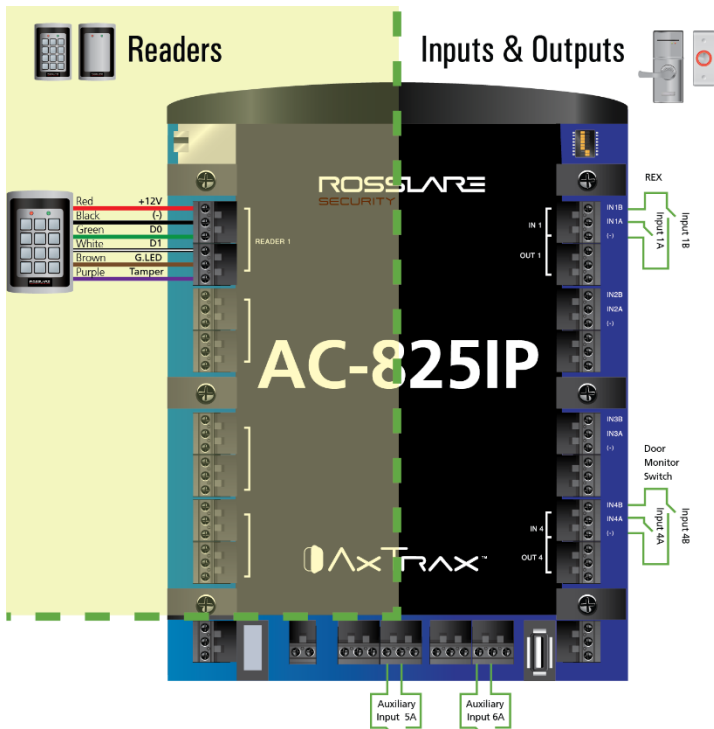 Readers
Inputs & Outputs
ROSSLARE
SECURITY
Red +12V
Black (-)
Green D0
White D1
Brown G.LED
Purple Tamper
READER 1
IN 1
OUT 1
IN1B
IN1A
(-)
REX
Input 1A
Input 1B
IN2B
IN2A
(-)
AC-825IP
IN3B
IN3A
(-)
Door
Monitor
Switch
IN4B
IN4A
(-)
Input 4A
Input 4B
IN 4
OUT 4
AxTrax™
Auxiliary
Input 5A
Auxiliary
Input 6A